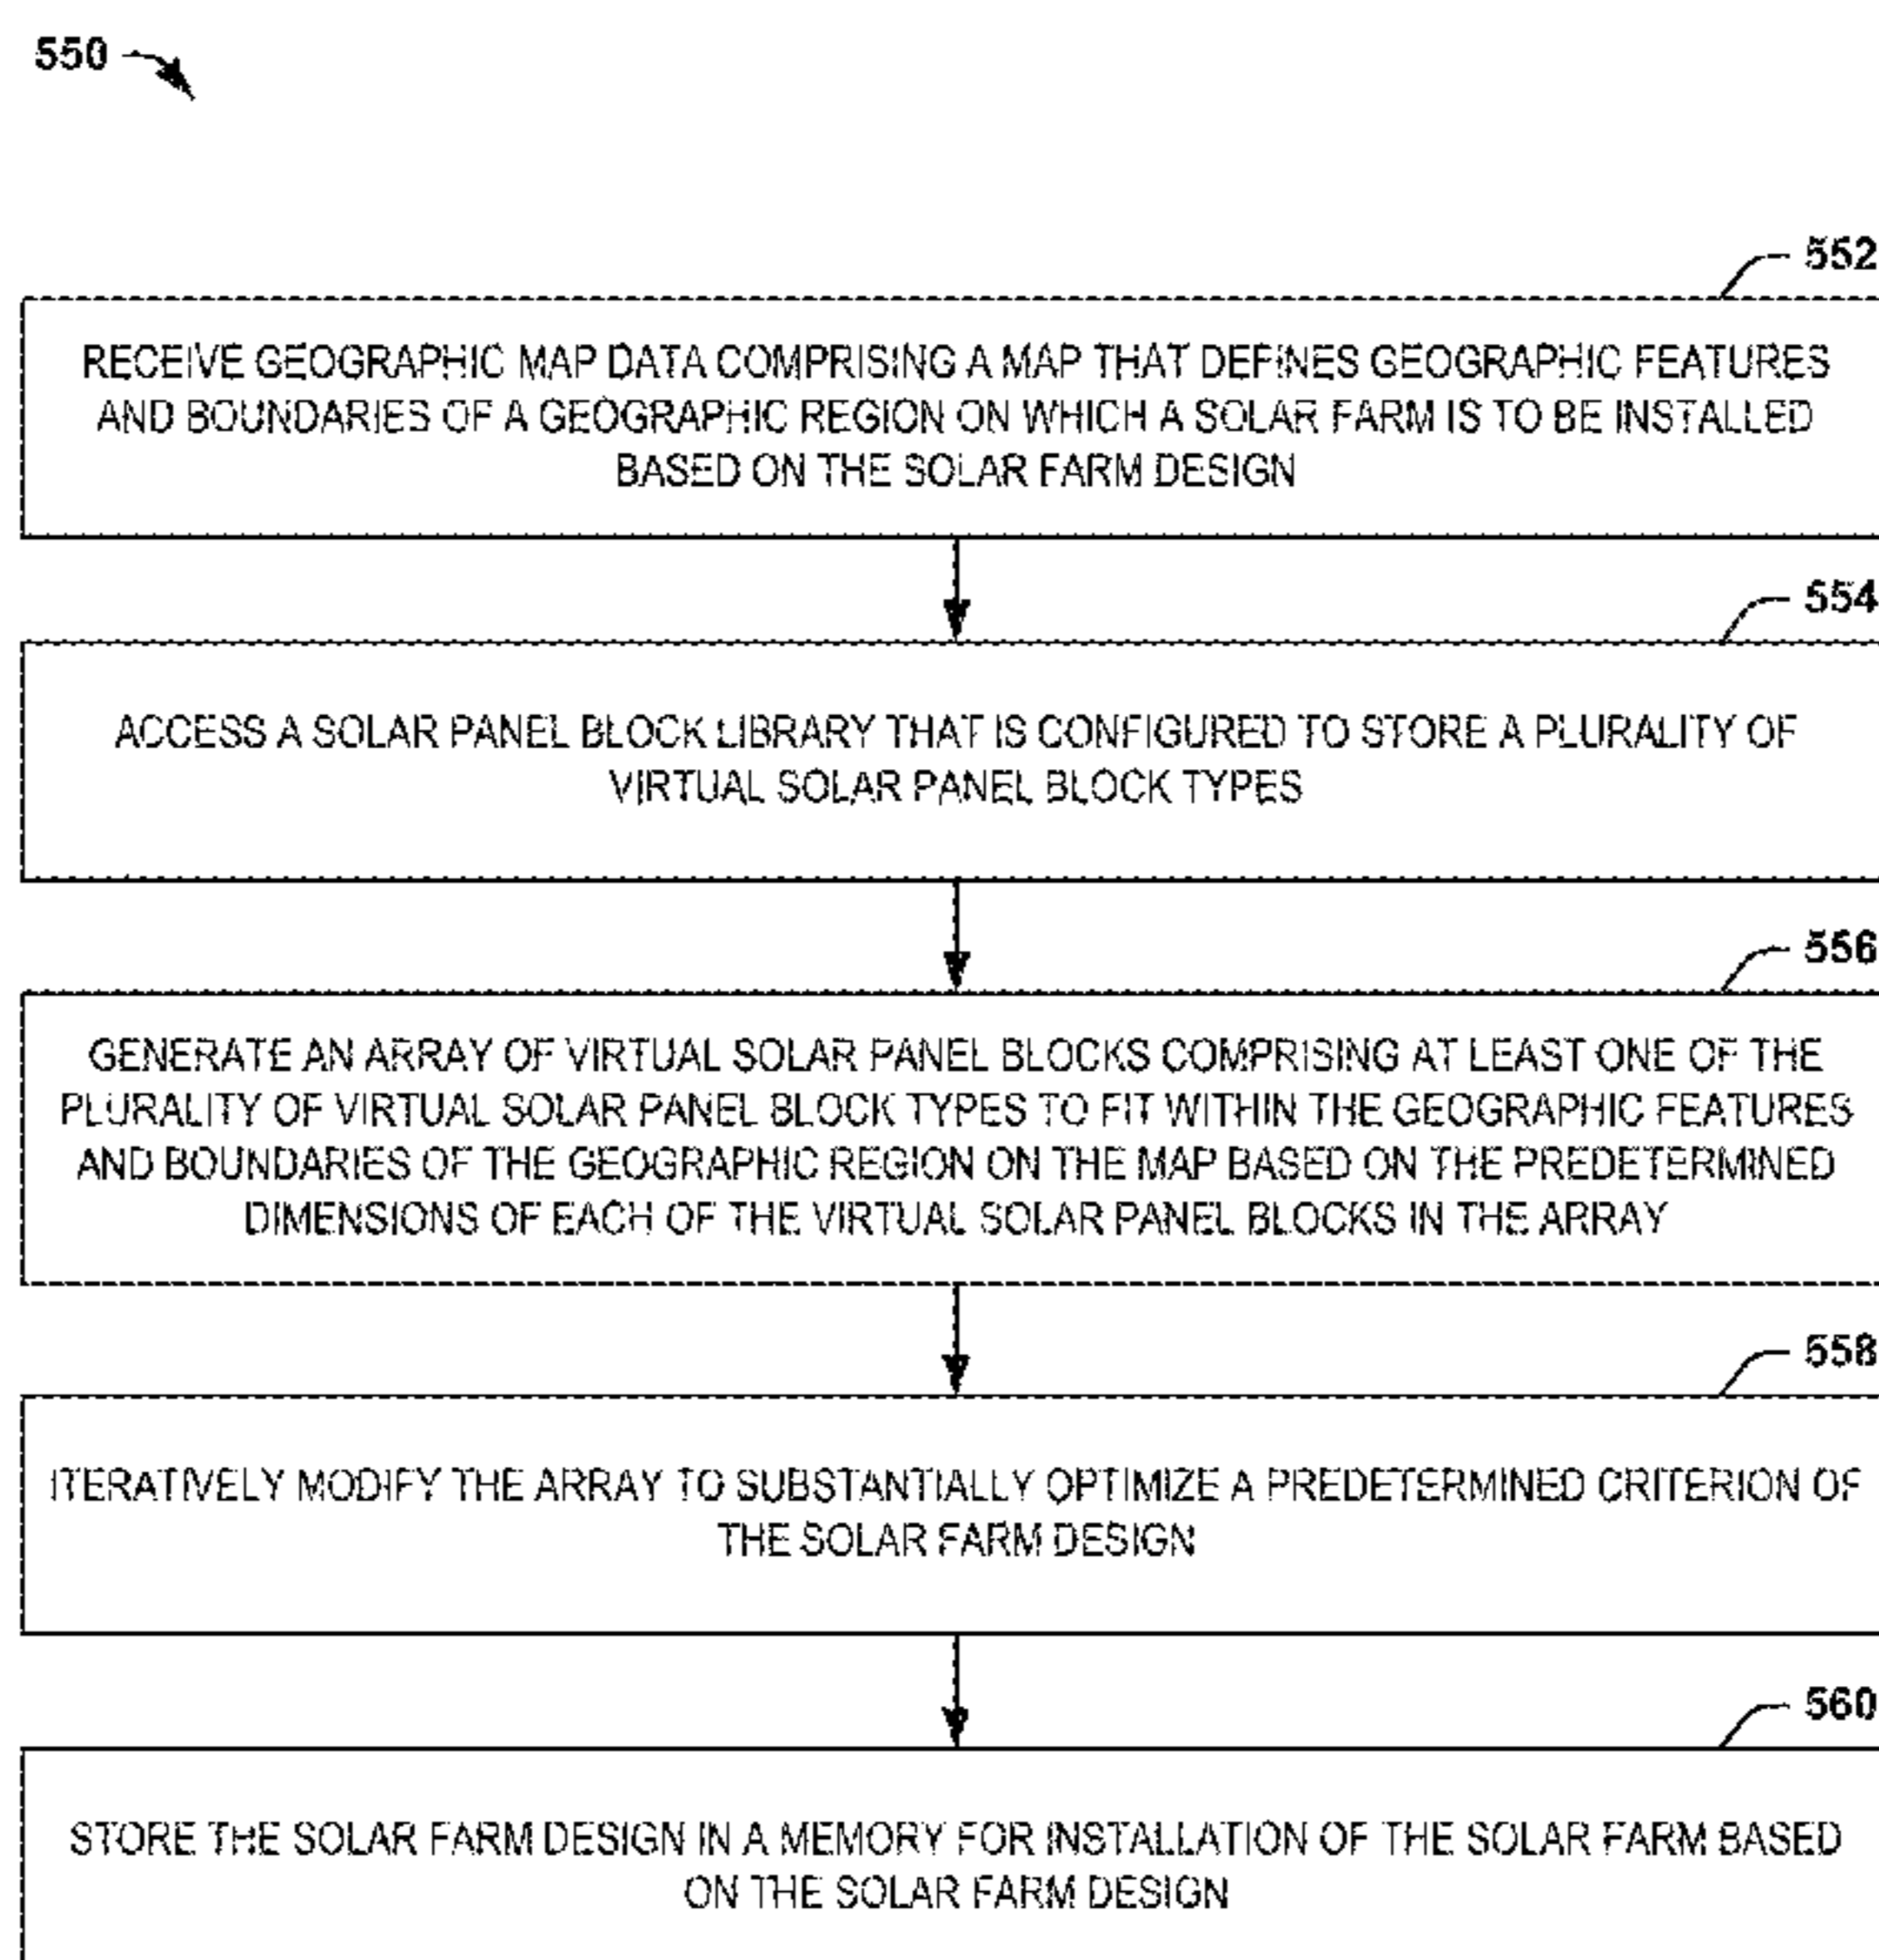 550
552
RECEIVE GEOGRAPHIC MAP DATA COMPRISING A MAP THAT DEFINES GEOGRAPHIC FEATURES
AND BOUNDARIES OF A GEOGRAPHIC REGION ON WHICH A SOLAR FARM IS TO BE INSTALLED
BASED ON THE SOLAR FARM DESIGN
554
ACCESS A SOLAR PANEL BLOCK LIBRARY THAT IS CONFIGURED TO STORE A PLURALITY OF
VIRTUAL SOLAR PANEL BLOCK TYPES
556
GENERATE AN ARRAY OF VIRTUAL SOLAR PANEL BLOCKS COMPRISING AT LEAST ONE OF THE
PLURALITY OF VIRTUAL SOLAR PANEL BLOCK TYPES TO FIT WITHIN THE GEOGRAPHIC FEATURES
AND BOUNDARIES OF THE GEOGRAPHIC REGION ON THE MAP BASED ON THE PREDETERMINED
DIMENSIONS OF EACH OF THE VIRTUAL SOLAR PANEL BLOCKS IN THE ARRAY
558
ITERATIVELY MODIFY THE ARRAY TO SUBSTANTIALLY OPTIMIZE A PREDETERMINED CRITERION OF
THE SOLAR FARM DESIGN
560
STORE THE SOLAR FARM DESIGN IN A MEMORY FOR INSTALLATION OF THE SOLAR FARM BASED
ON THE SOLAR FARM DESIGN